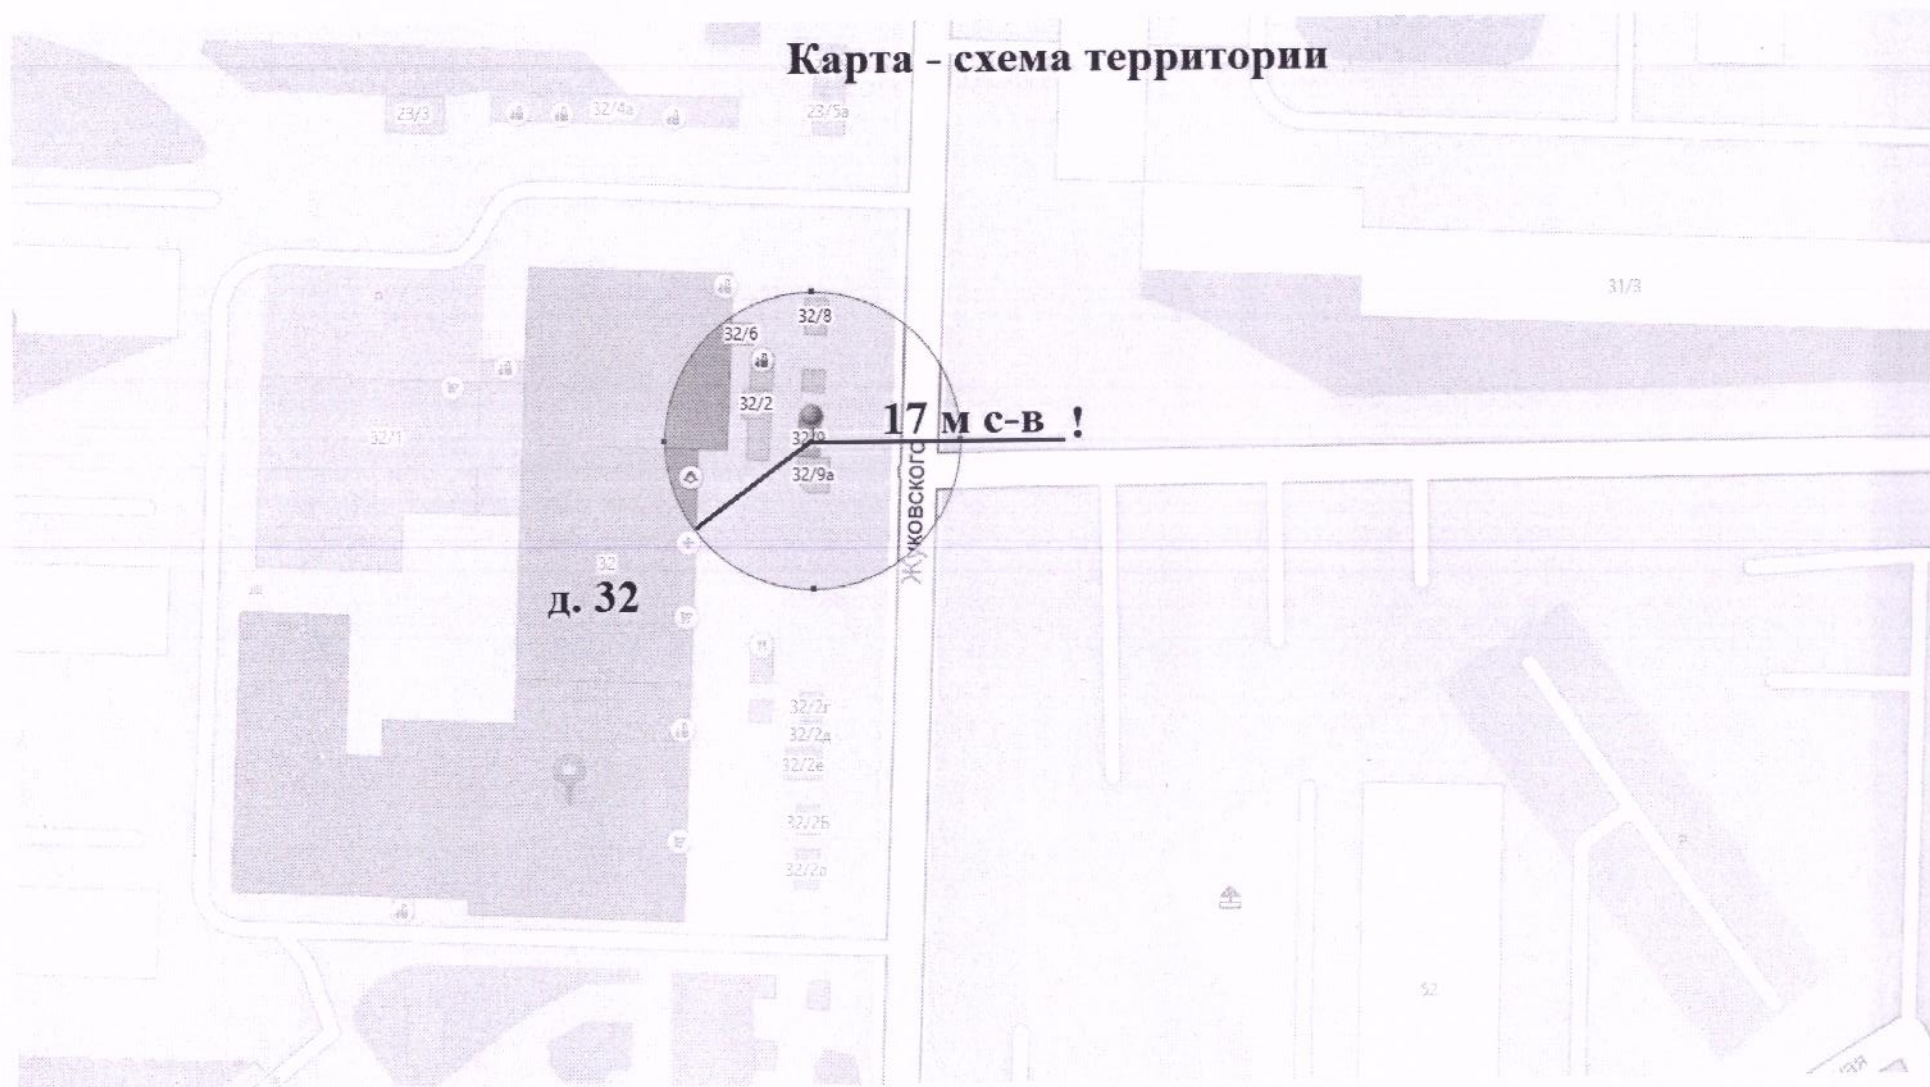 Карта - схема территории
23/3
32/4а
23/5а
31/3
32/8
32/6
32/2
17 м с-в !
32/9
32/1
32/9а
Жуковского
32
д. 32
32/2г
32/2д
32/2е
32/2Б
32/2а
52